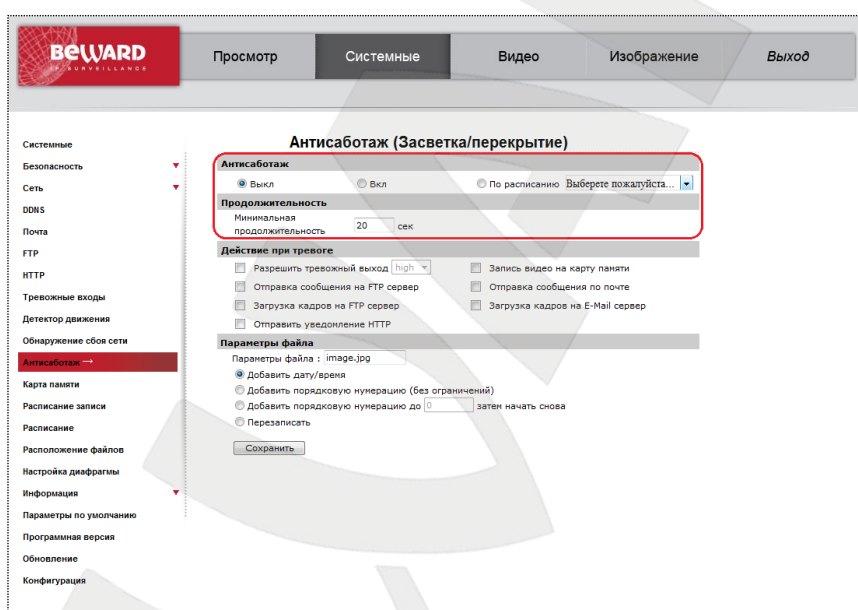 BEWARD
IP SURVEILLANCE
Просмотр
Системные
Видео
Изображение
Выход
Системные
Безопасность
Сеть
DDNS
Почта
FTP
HTTP
Тревожные входы
Детектор движения
Обнаружение сбоя сети
Антисаботаж →
Карта памяти
Расписание записи
Расписание
Расположение файлов
Настройка диафрагмы
Информация
Параметры по умолчанию
Программная версия
Обновление
Конфигурация
Антисаботаж (Засветка/перекрытие)
Антисаботаж
Выкл Вкл По расписанию Выберете пожалуйста...
Продолжительность
Минимальная
продолжительность 20 сек
Действие при тревоге
Разрешить тревожный выход high Запись видео на карту памяти
Отправка сообщения на FTP сервер Отправка сообщения по почте
Загрузка кадров на FTP сервер Загрузка кадров на E-Mail сервер
Отправить уведомление HTTP
Параметры файла
Параметры файла : image.jpg
Добавить дату/время
Добавить порядковую нумерацию (без ограничений)
Добавить порядковую нумерацию до 0 затем начать снова
Перезаписать
Сохранить